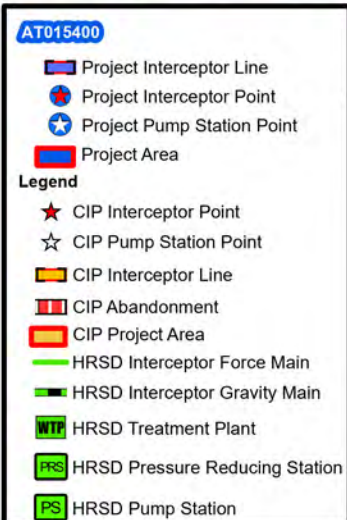 AT015400
Project Interceptor Line
Project Interceptor Point
Project Pump Station Point
Project Area
Legend
CIP Interceptor Point
CIP Pump Station Point
CIP Interceptor Line
CIP Abandonment
CIP Project Area
HRSD Interceptor Force Main
HRSD Interceptor Gravity Main
WTP HRSD Treatment Plant
PRS HRSD Pressure Reducing Station
PS HRSD Pump Station